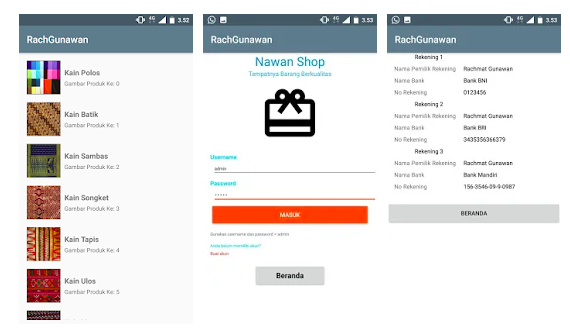 3.52
RachGunawan
Kain Polos
Gambar Produk Ke: 0
Kain Batik
Gambar Produk Ke: 1
Kain Sambas
Gambar Produk Ke: 2
Kain Songket
Gambar Produk Ke: 3
Kain Tapis
Gambar Produk Ke: 4
Kain Ulos
Gambar Produk Ke: 5
4G 3.53
RachGunawan
Nawan Shop
Tempatnya Barang Berkualitas
Username
admin
Password
•••••
MASUK
Gunakan username dan password = admin
Anda belum memiliki akun?
Buat akun
Beranda
4G 3.53
RachGunawan
Rekening 1
Nama Pemilik Rekening Rachmat Gunawan
Nama Bank Bank BNI
No Rekening 0123456
Rekening 2
Nama Pemilik Rekening Rachmat Gunawan
Nama Bank Bank BRI
No Rekening 3435356366379
Rekening 3
Nama Pemilik Rekening Rachmat Gunawan
Nama Bank Bank Mandiri
No Rekening 156-3546-09-9-0987
BERANDA